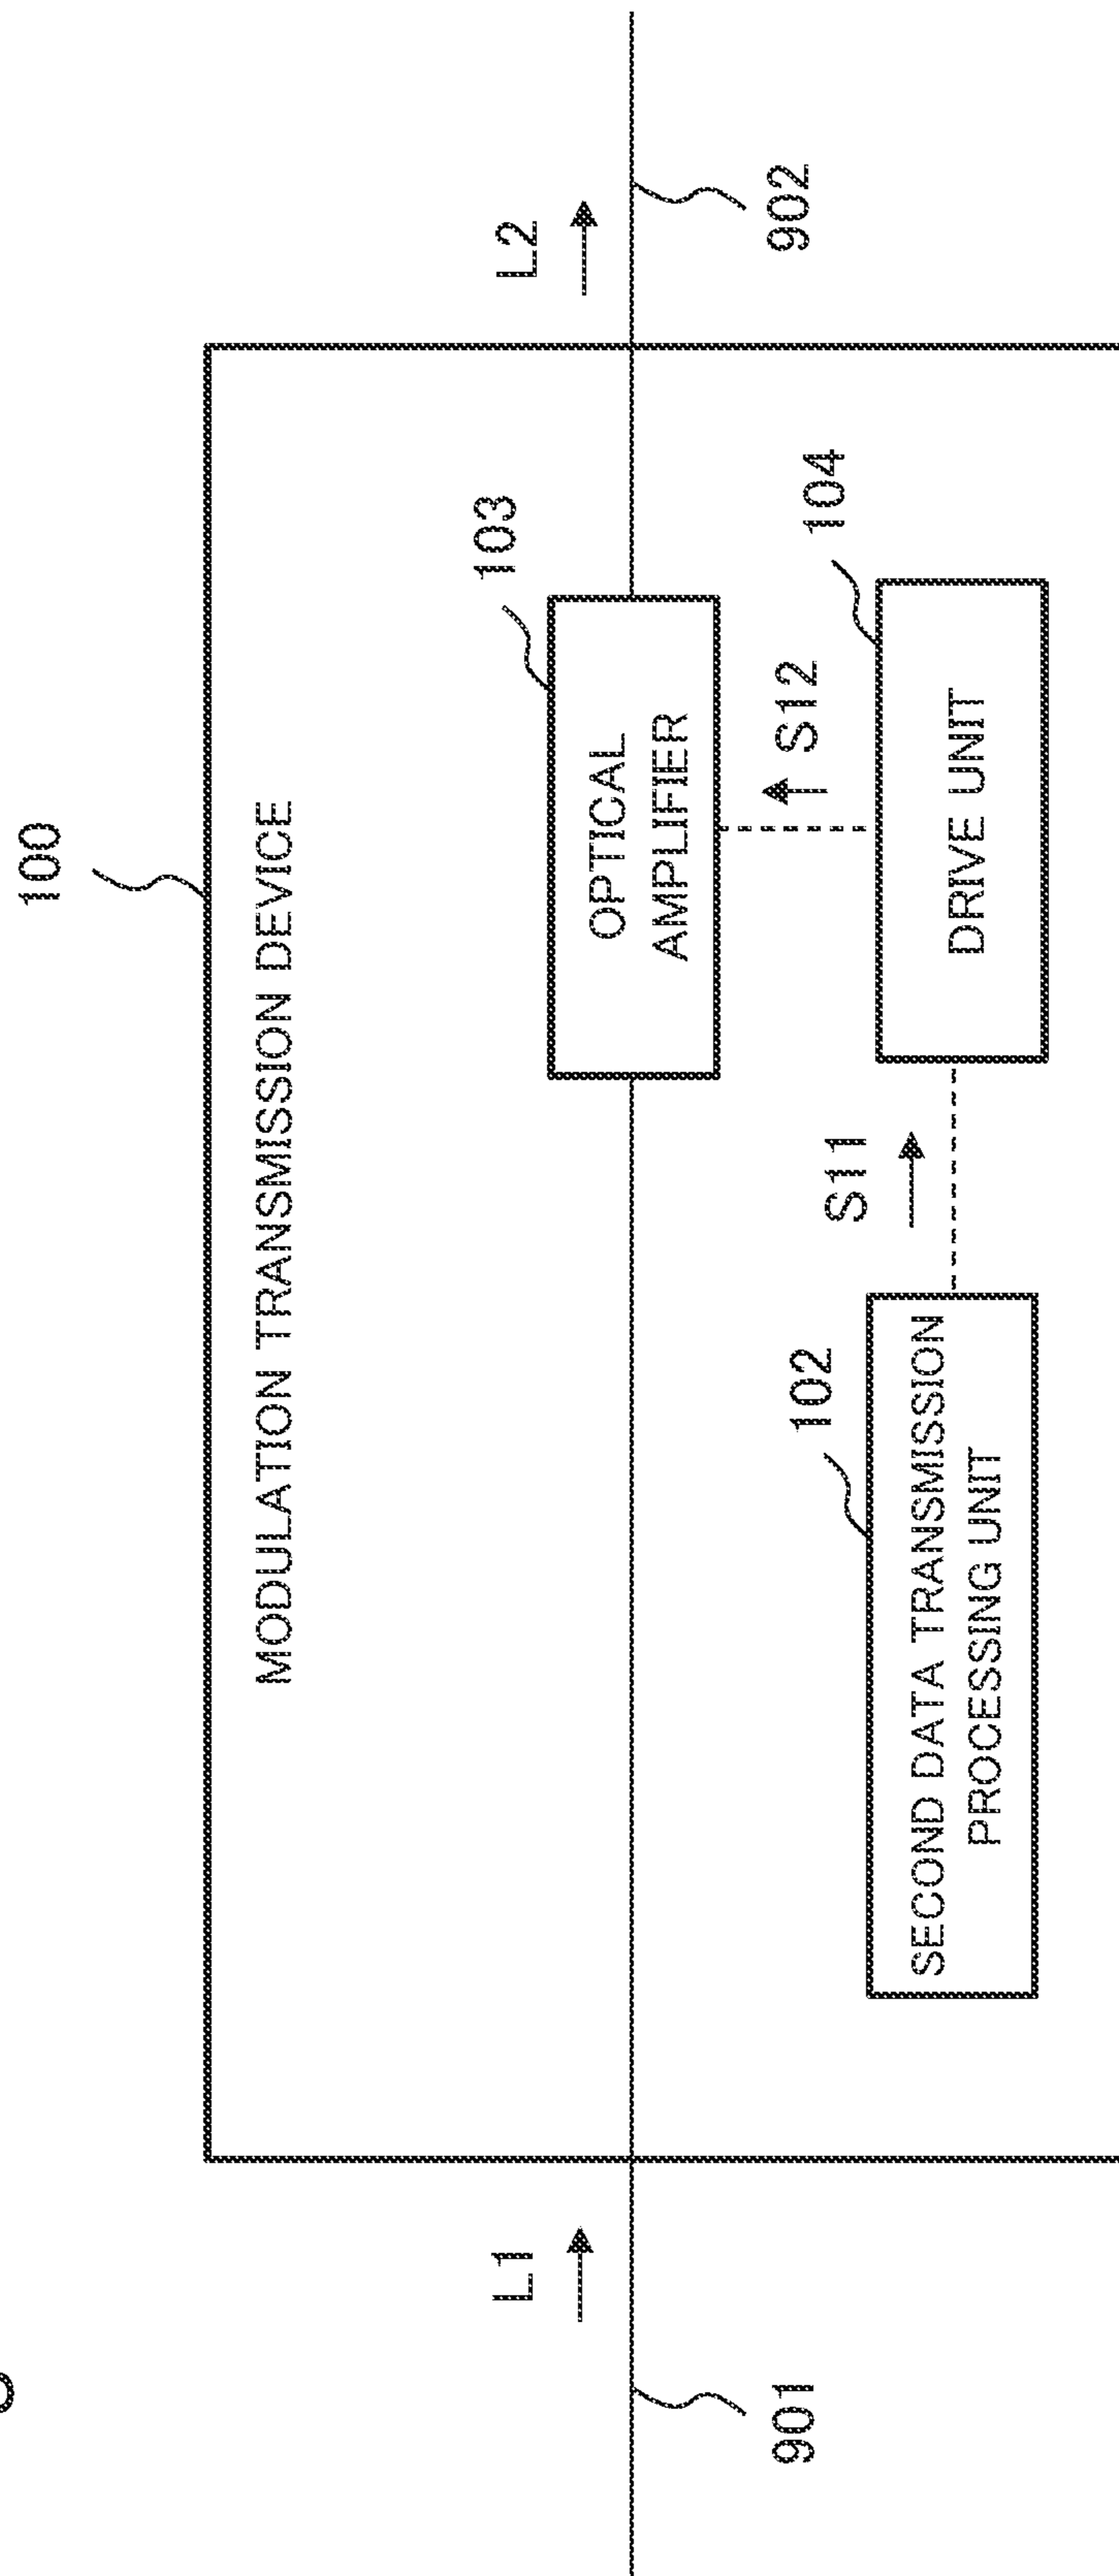 100
MODULATION TRANSMISSION DEVICE
L1
103
L2
OPTICAL
AMPLIFIER
901
902
S12
102
S11
104
SECOND DATA TRANSMISSION
PROCESSING UNIT
DRIVE UNIT